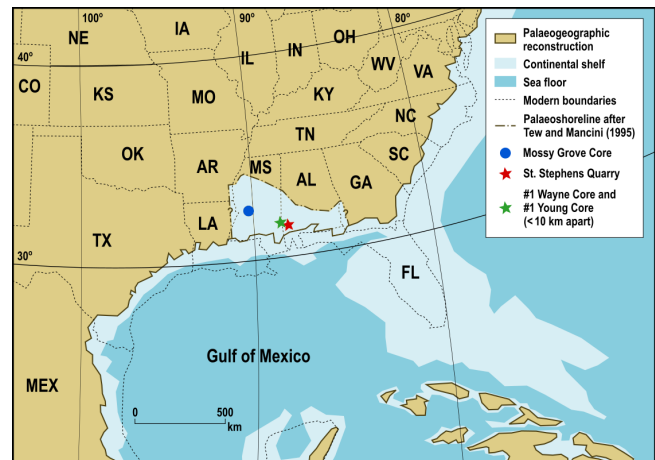 100°
90°
80°
40°
30°
NE
IA
IL
IN
OH
WV
VA
CO
KS
MO
KY
NC
TN
OK
AR
SC
MS
AL
GA
LA
TX
FL
MEX
Gulf of Mexico
0
500
km
Palaeogeographic
reconstruction
Continental shelf
Sea floor
Modern boundaries
Palaeoshoreline after
Tew and Mancini (1995)
Mossy Grove Core
St. Stephens Quarry
#1 Wayne Core and
#1 Young Core
(<10 km apart)